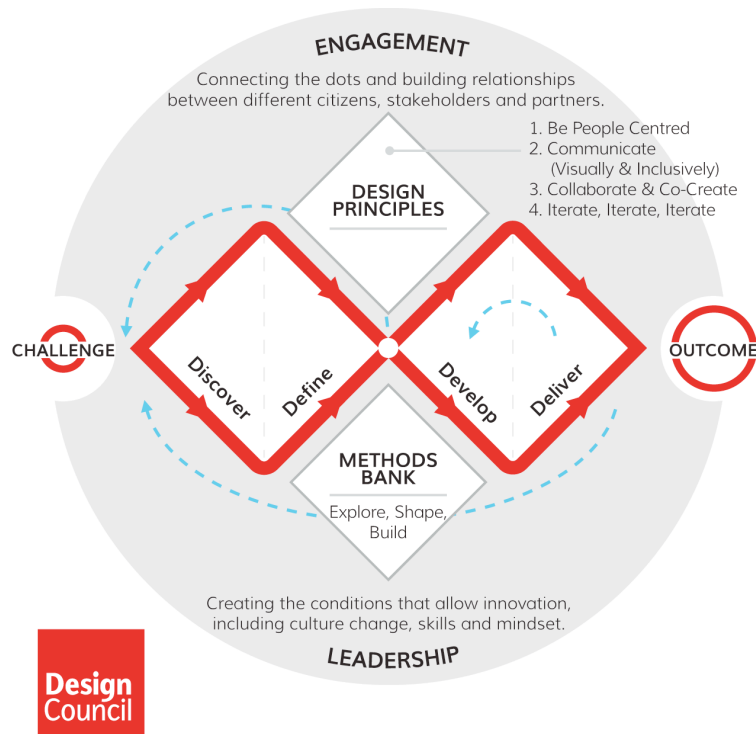 ENGAGEMENT
Connecting the dots and building relationships
between different citizens, stakeholders and partners.
1. Be People Centred
2. Communicate
(Visually & Inclusively)
3. Collaborate & Co-Create
4. Iterate, Iterate, Iterate
DESIGN
PRINCIPLES
CHALLENGE
Discover
Define
Develop
Deliver
OUTCOME
METHODS
BANK
Explore, Shape,
Build
Creating the conditions that allow innovation,
including culture change, skills and mindset.
LEADERSHIP
Design
Council